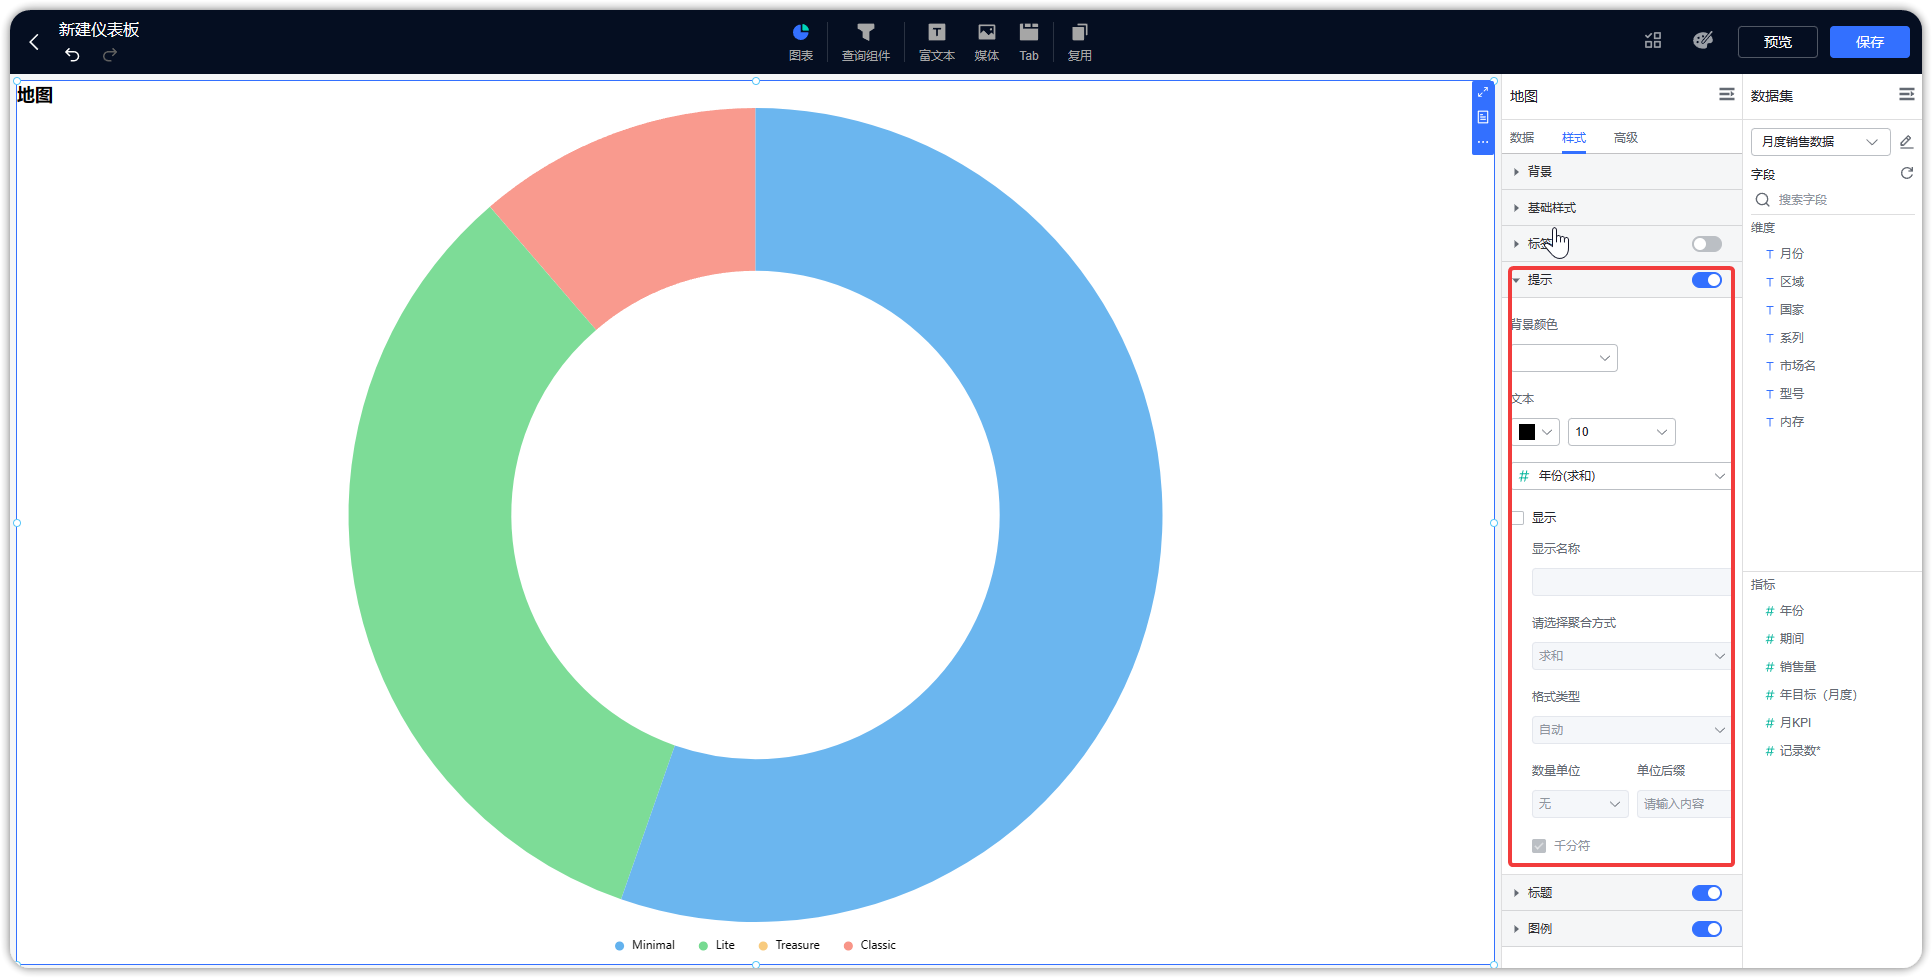 新建仪表板
图表
查询组件
富文本
媒体
Tab
复用
预览
保存
地图
Minimal
Lite
Treasure
Classic
地图
数据
样式
高级
背景
基础样式
标签
提示
背景颜色
文本
10
# 年份(求和)
显示
显示名称
请选择聚合方式
求和
格式类型
自动
数量单位
单位后缀
无
请输入内容
千分符
标题
图例
数据集
月度销售数据
字段
搜索字段
维度
T 月份
T 区域
T 国家
T 系列
T 市场名
T 型号
T 内存
指标
# 年份
# 期间
# 销售量
# 年目标（月度）
# 月KPI
# 记录数*